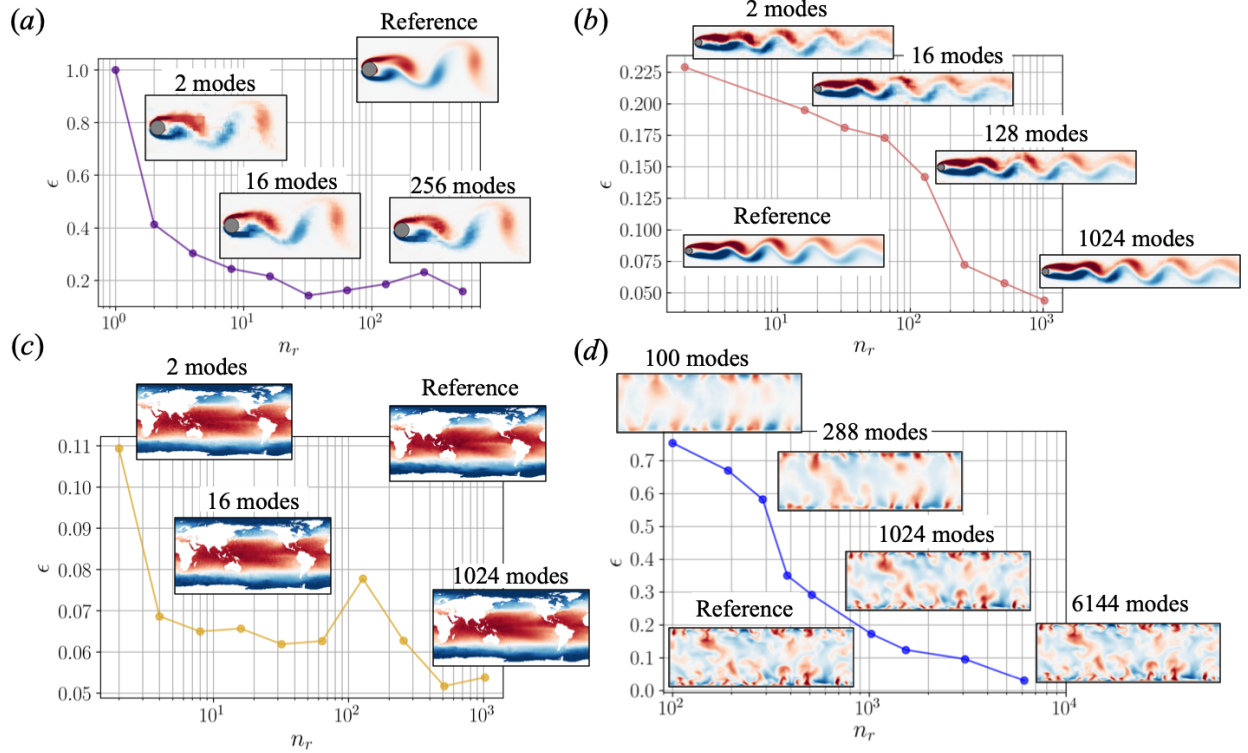 (a)
Reference
2 modes
16 modes
256 modes
1.0
0.8
0.6
0.4
0.2
ϵ
10⁰
10¹
10²
nᵣ
(b)
2 modes
16 modes
128 modes
Reference
1024 modes
0.225
0.200
0.175
0.150
0.125
0.100
0.075
0.050
ϵ
10¹
10²
10³
nᵣ
(c)
2 modes
Reference
16 modes
1024 modes
0.11
0.10
0.09
0.08
0.07
0.06
0.05
ϵ
10¹
10²
10³
nᵣ
(d)
100 modes
288 modes
1024 modes
Reference
6144 modes
0.7
0.6
0.5
0.4
0.3
0.2
0.1
0.0
ϵ
10²
10³
10⁴
nᵣ